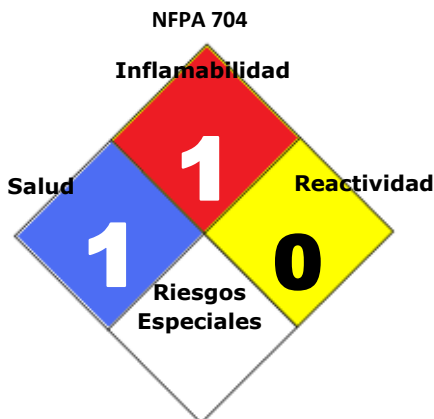 NFPA 704
Inflamabilidad
1
Salud
Reactividad
1
0
Riesgos
Especiales